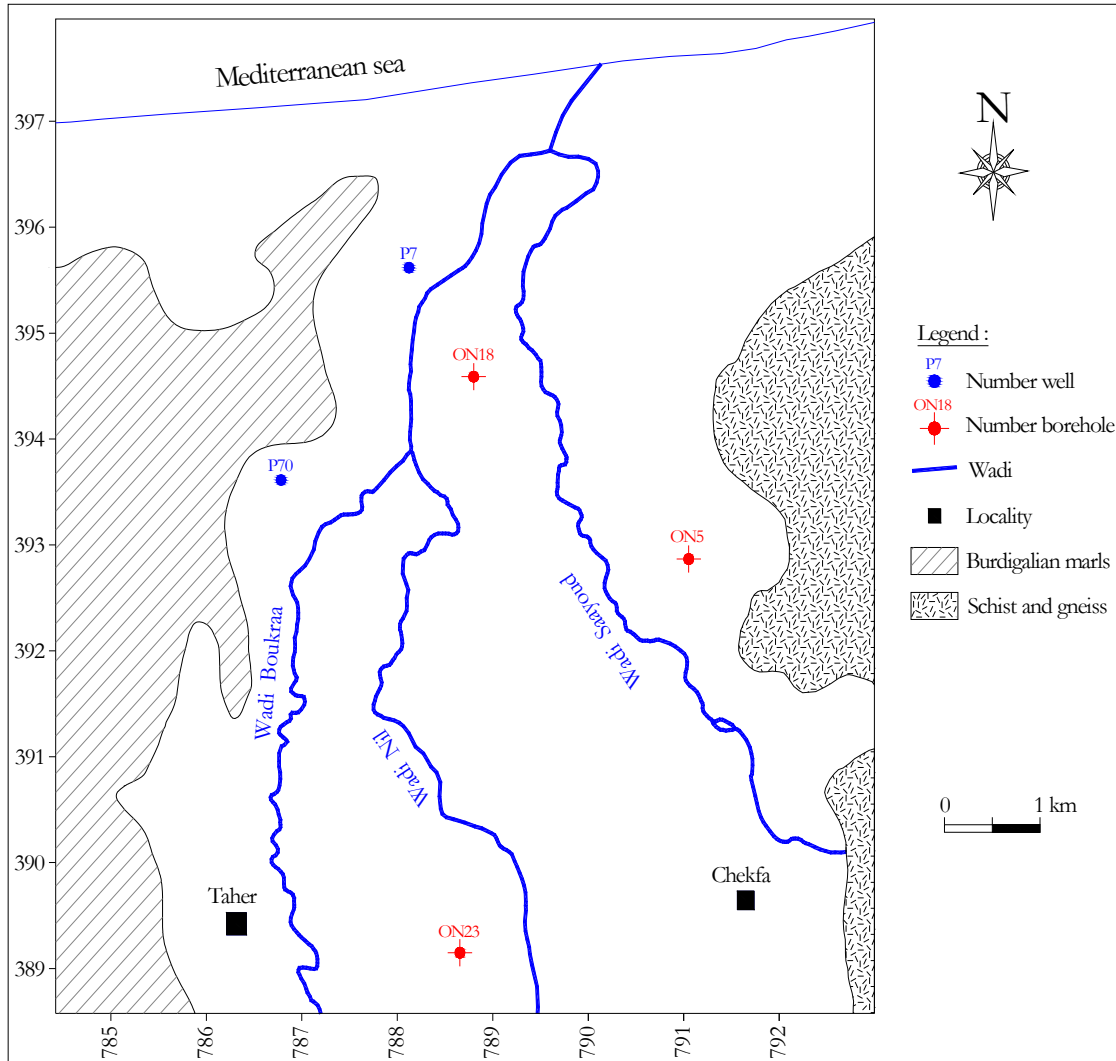 Mediterranean sea
N
397
396
395
394
393
392
391
390
389
P7
ON18
P70
ON5
Wadi Saayoud
Wadi Boukraa
Wadi Nil
Taher
Chekfa
ON23
785
786
787
788
789
790
791
792
Legend :
P7
Number well
ON18
Number borehole
Wadi
Locality
Burdigalian marls
Schist and gneiss
0 1 km